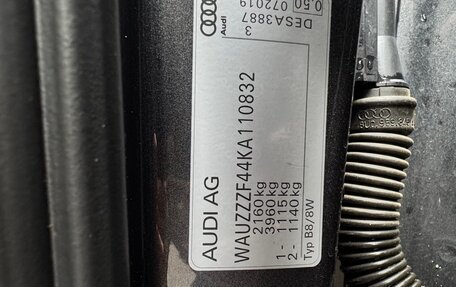 AUDI AG
WAUZZZF44KA110832
2160 kg
3960 kg
1 - 1115 kg
2 - 1140 kg
Typ B8/8W
Audi
DESA3887
3
072019
0,50